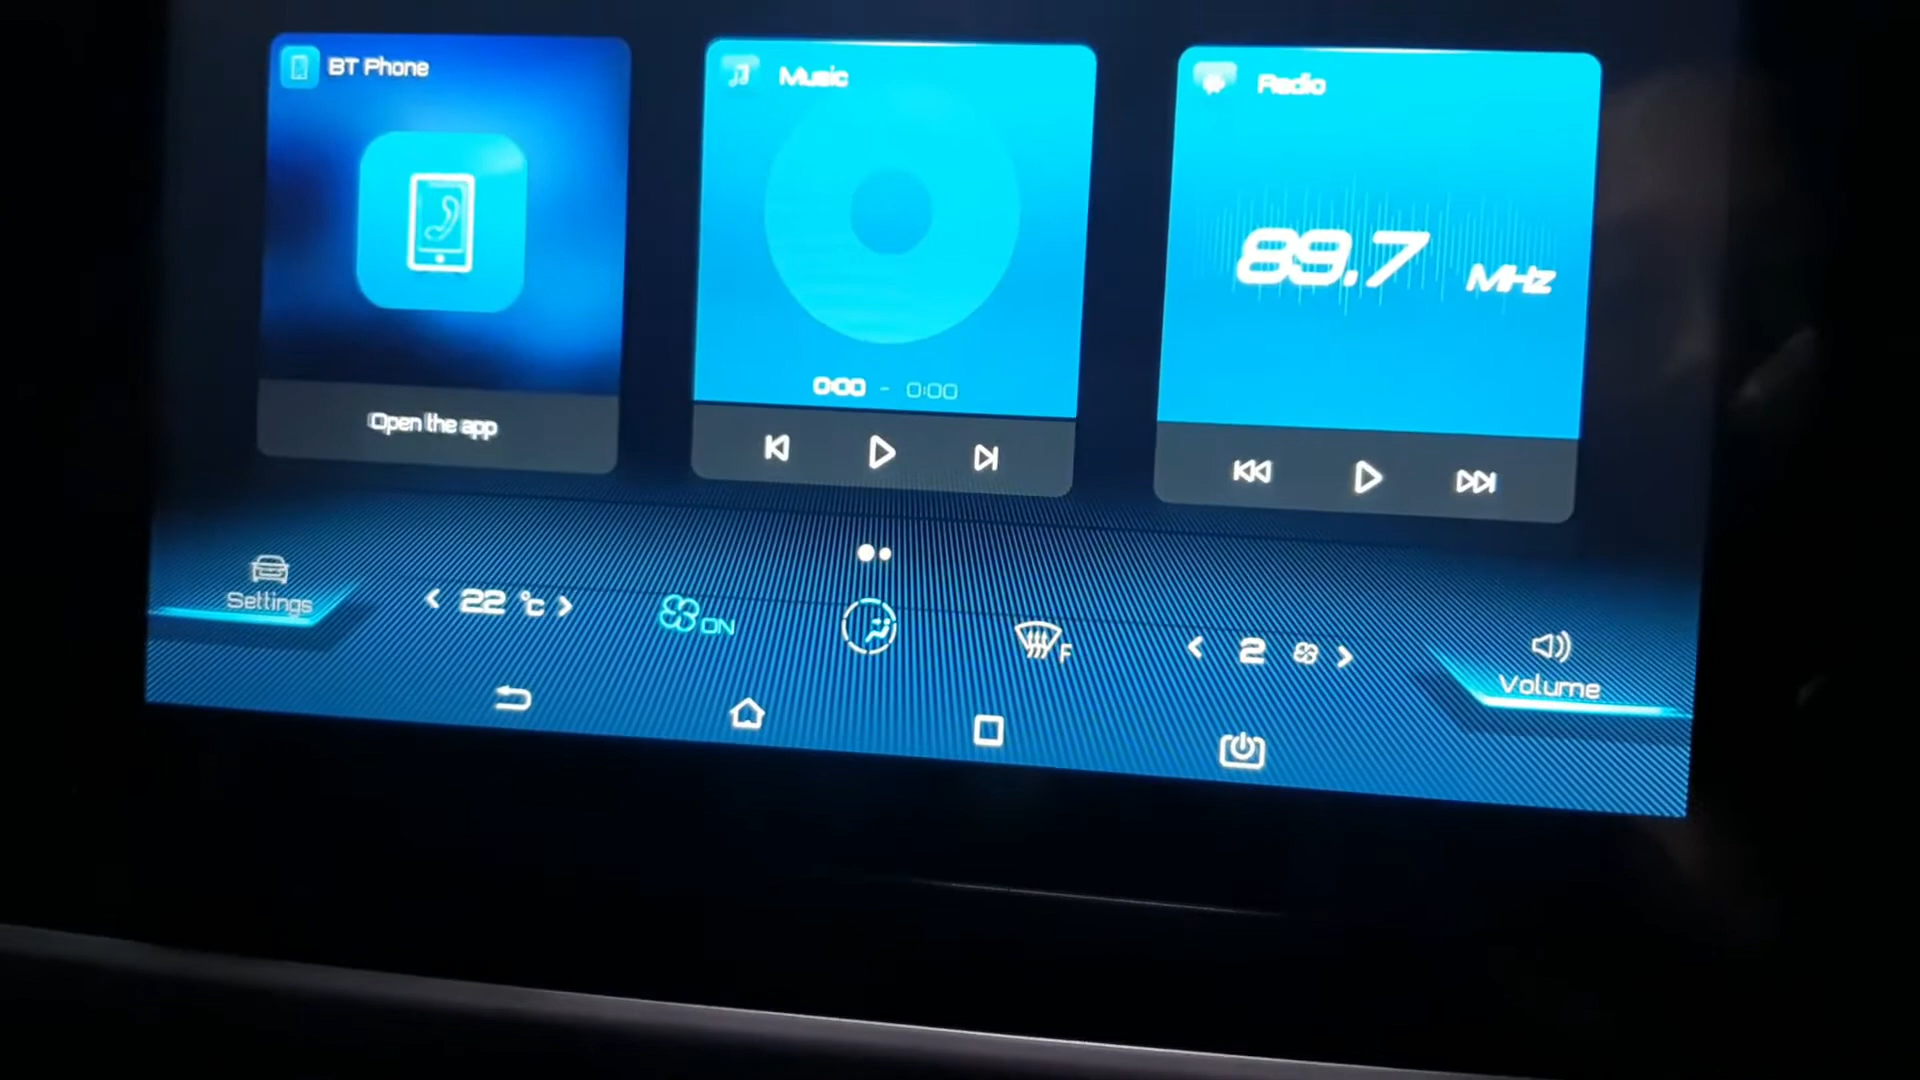 BT Phone
Open the app
Music
0:00 - 0:00
Radio
89.7 MHz
Settings
22 °C
ON
F
2
Volume